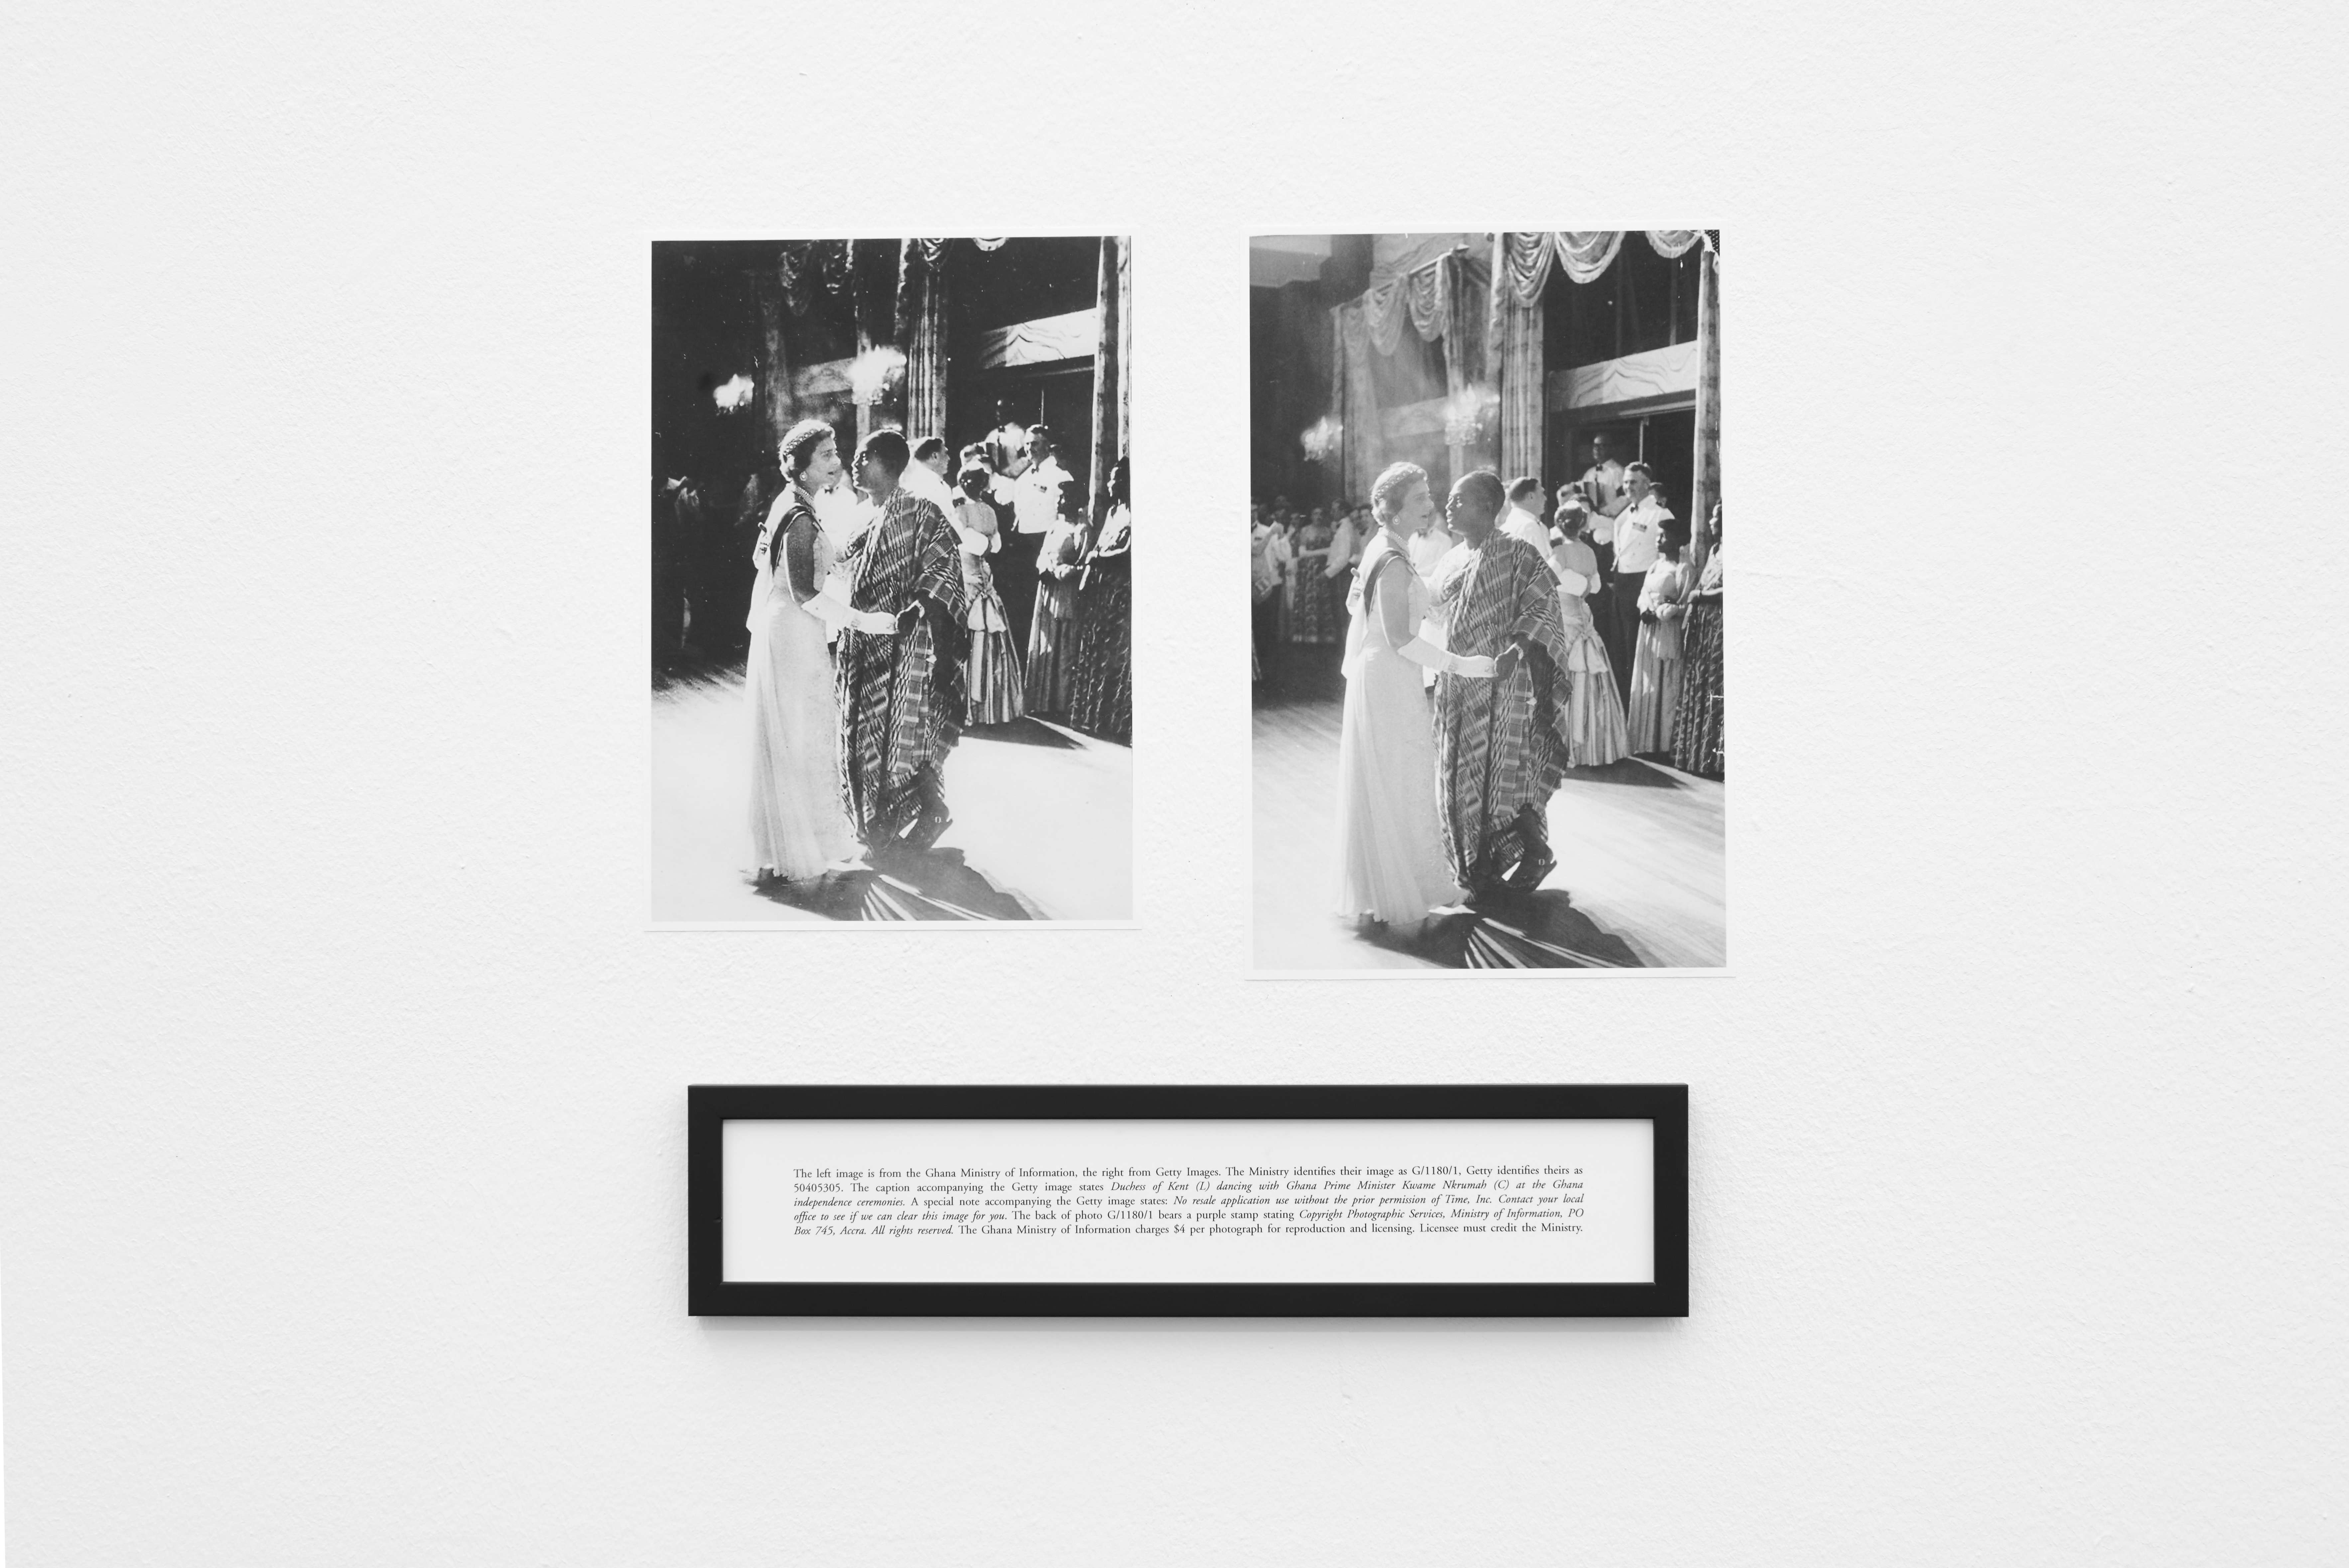 The left image is from the Ghana Ministry of Information, the right from Getty Images. The Ministry identifies their image as G/1180/1, Getty identifies theirs as
50405305. The caption accompanying the Getty image states Duchess of Kent (L) dancing with Ghana Prime Minister Kwame Nkrumah (C) at the Ghana
independence ceremonies. A special note accompanying the Getty image states: No resale application use without the prior permission of Time, Inc. Contact your local
office to see if we can clear this image for you. The back of photo G/1180/1 bears a purple stamp stating Copyright Photographic Services, Ministry of Information, PO
Box 745, Accra. All rights reserved. The Ghana Ministry of Information charges $4 per photograph for reproduction and licensing. Licensee must credit the Ministry.